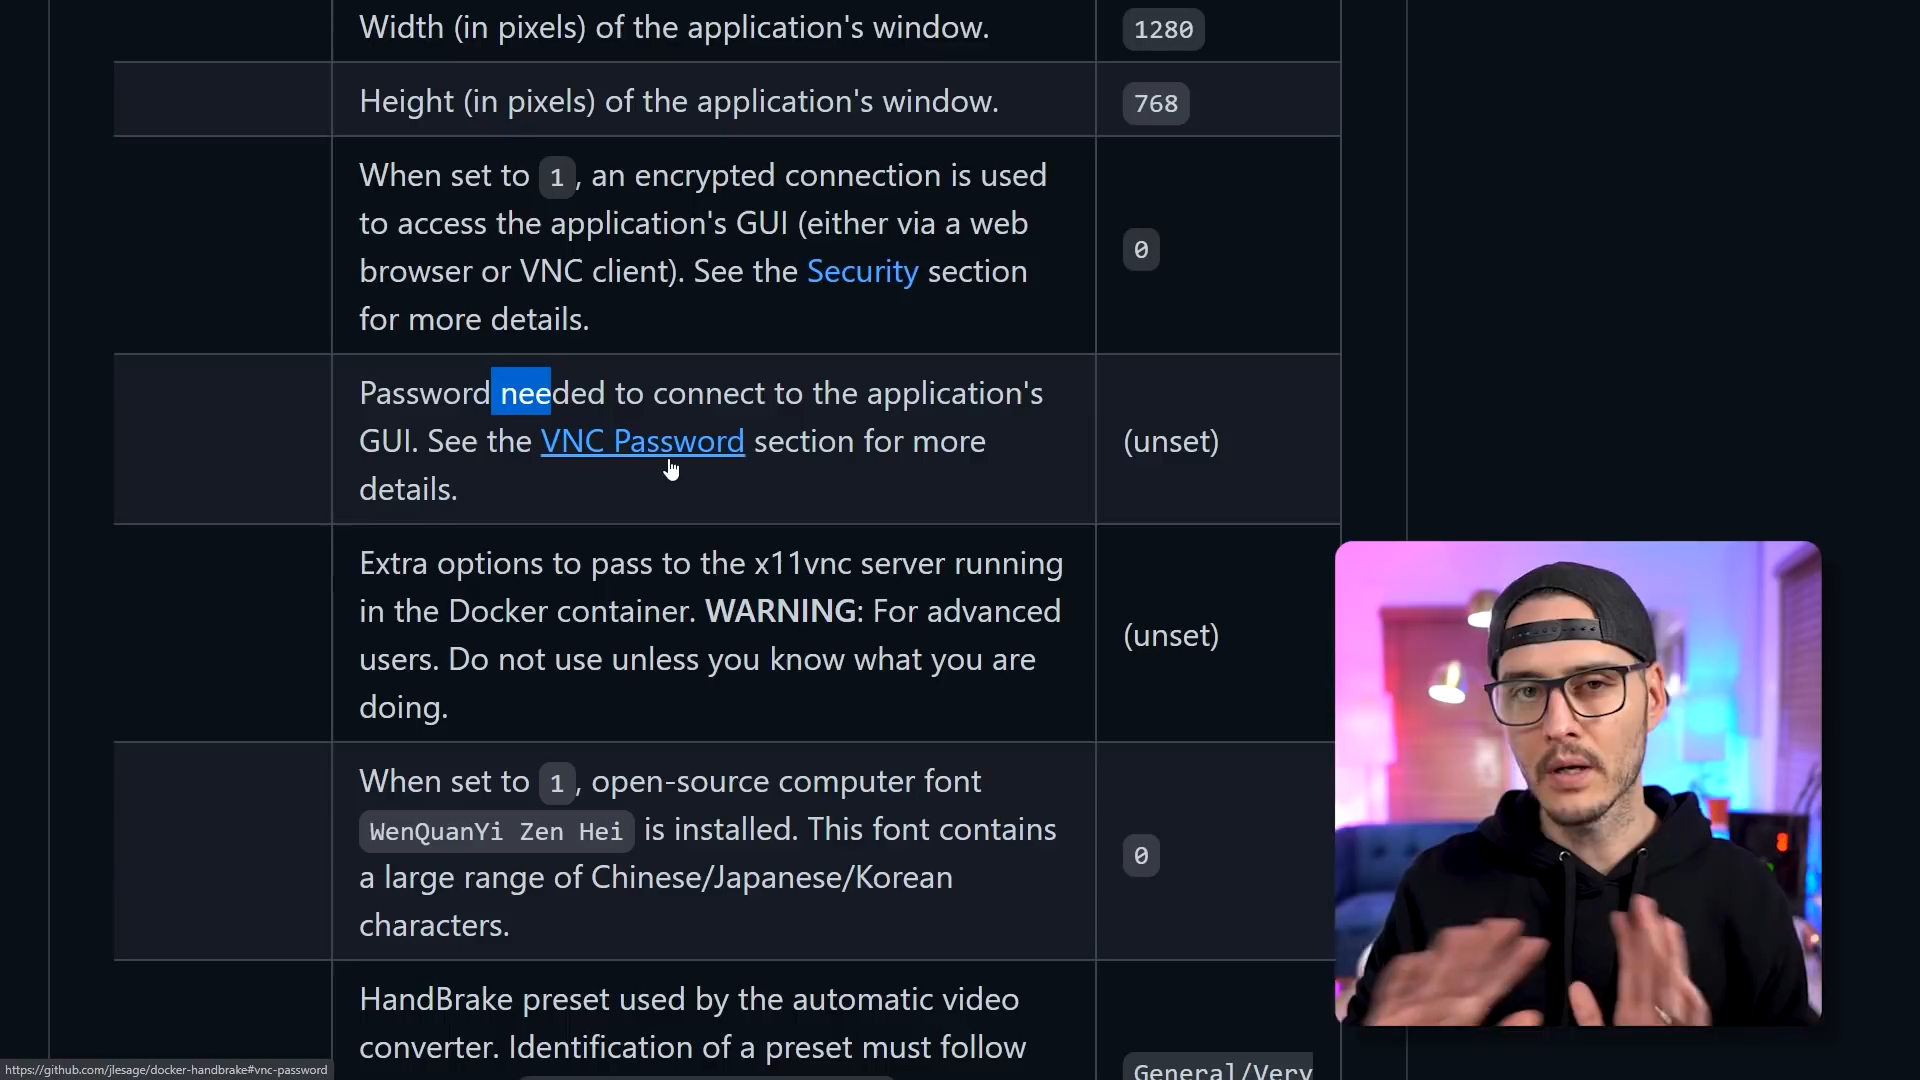 Width (in pixels) of the application's window.
1280
Height (in pixels) of the application's window.
768
When set to 1, an encrypted connection is used
to access the application's GUI (either via a web
browser or VNC client). See the Security section
for more details.
0
Password needed to connect to the application's
GUI. See the VNC Password section for more
details.
(unset)
Extra options to pass to the x11vnc server running
in the Docker container. WARNING: For advanced
users. Do not use unless you know what you are
doing.
(unset)
When set to 1, open-source computer font
WenQuanYi Zen Hei is installed. This font contains
a large range of Chinese/Japanese/Korean
characters.
0
HandBrake preset used by the automatic video
converter. Identification of a preset must follow
General/Very
https://github.com/jlesage/docker-handbrake#vnc-password